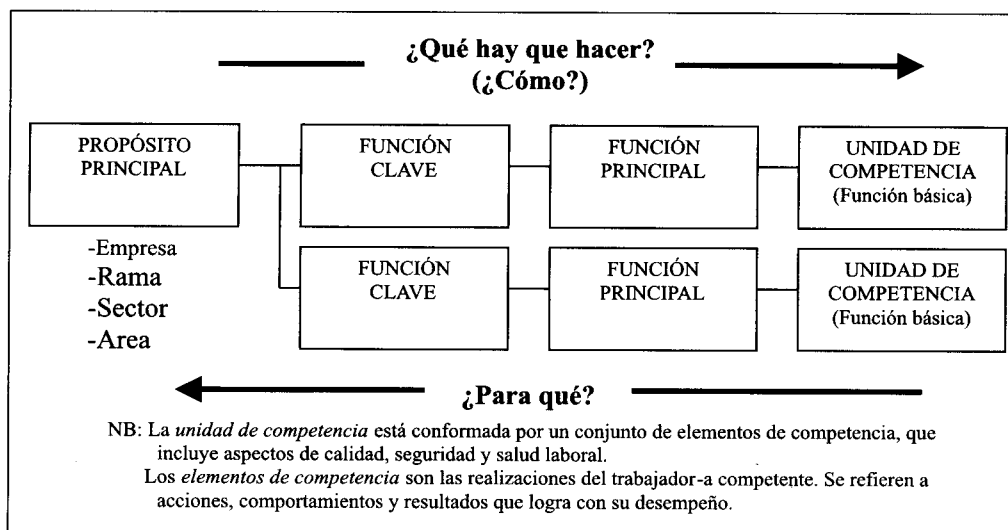 ¿Qué hay que hacer?
(¿Cómo?)
PROPÓSITO
PRINCIPAL
FUNCIÓN
CLAVE
FUNCIÓN
PRINCIPAL
UNIDAD DE
COMPETENCIA
(Función básica)
-Empresa
-Rama
-Sector
-Area
FUNCIÓN
CLAVE
FUNCIÓN
PRINCIPAL
UNIDAD DE
COMPETENCIA
(Función básica)
¿Para qué?
NB: La unidad de competencia está conformada por un conjunto de elementos de competencia, que
incluye aspectos de calidad, seguridad y salud laboral.
Los elementos de competencia son las realizaciones del trabajador-a competente. Se refieren a
acciones, comportamientos y resultados que logra con su desempeño.